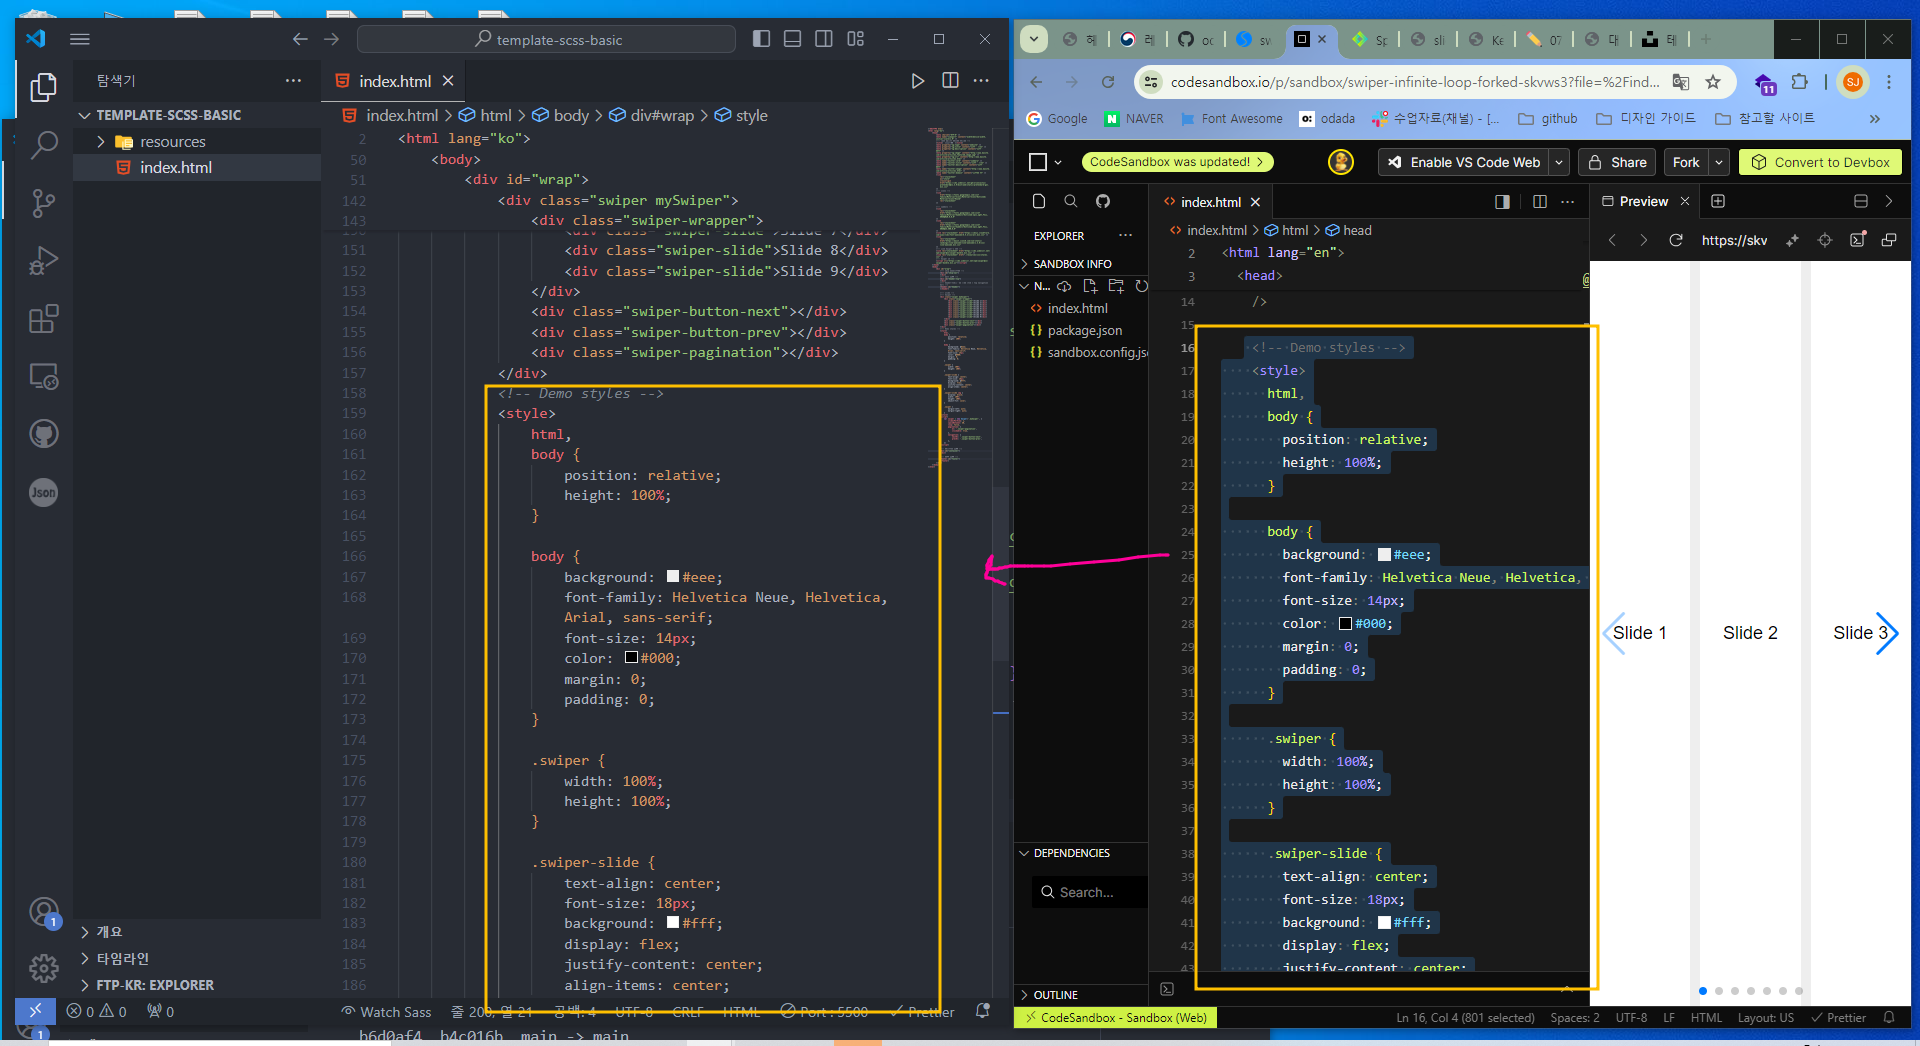 template-scss-basic
탐색기
index.html
TEMPLATE-SCSS-BASIC
resources
index.html
index.html > html > body > div#wrap > style
2 <html lang="ko">
50 <body>
51 <div id="wrap">
142 <div class="swiper mySwiper">
143 <div class="swiper-wrapper">
151 <div class="swiper-slide">Slide 8</div>
152 <div class="swiper-slide">Slide 9</div>
153 </div>
154 <div class="swiper-button-next"></div>
155 <div class="swiper-button-prev"></div>
156 <div class="swiper-pagination"></div>
157 </div>
158 <!-- Demo styles -->
159 <style>
160 html,
161 body {
162 position: relative;
163 height: 100%;
164 }
165
166 body {
167 background: #eee;
168 font-family: Helvetica Neue, Helvetica,
Arial, sans-serif;
169 font-size: 14px;
170 color: #000;
171 margin: 0;
172 padding: 0;
173 }
174
175 .swiper {
176 width: 100%;
177 height: 100%;
178 }
179
180 .swiper-slide {
181 text-align: center;
182 font-size: 18px;
183 background: #fff;
184 display: flex;
185 justify-content: center;
186 align-items: center;
Json
1
개요
타임라인
FTP-KR: EXPLORER
0 0 0
Watch Sass
줄 200, 열 21
공백: 4
UTF-8
CRLF
HTML
Port : 5500
Prettier
1
b6d0af4..b4c016b main -> main
codesandbox.io/p/sandbox/swiper-infinite-loop-forked-skvws3?file=%2Find...
11
SJ
Google
NAVER
Font Awesome
odada
수업자료(채널) - [...
github
디자인 가이드
참고할 사이트
CodeSandbox was updated!
Enable VS Code Web
Share
Fork
Convert to Devbox
EXPLORER
SANDBOX INFO
N...
index.html
package.json
sandbox.config.js
DEPENDENCIES
Search...
OUTLINE
index.html
index.html > html > head
2 <html lang="en">
3 <head>
14 />
15
16 <!-- Demo styles -->
17 <style>
18 html,
19 body {
20 position: relative;
21 height: 100%;
22 }
23
24 body {
25 background: #eee;
26 font-family: Helvetica Neue, Helvetica,
27 font-size: 14px;
28 color: #000;
29 margin: 0;
30 padding: 0;
31 }
32
33 .swiper {
34 width: 100%;
35 height: 100%;
36 }
37
38 .swiper-slide {
39 text-align: center;
40 font-size: 18px;
41 background: #fff;
42 display: flex;
43 justify-content: center;
Preview
https://skv
Slide 1
Slide 2
Slide 3
CodeSandbox - Sandbox (Web)
Ln 16, Col 4 (801 selected)
Spaces: 2
UTF-8
LF
HTML
Layout: US
Prettier